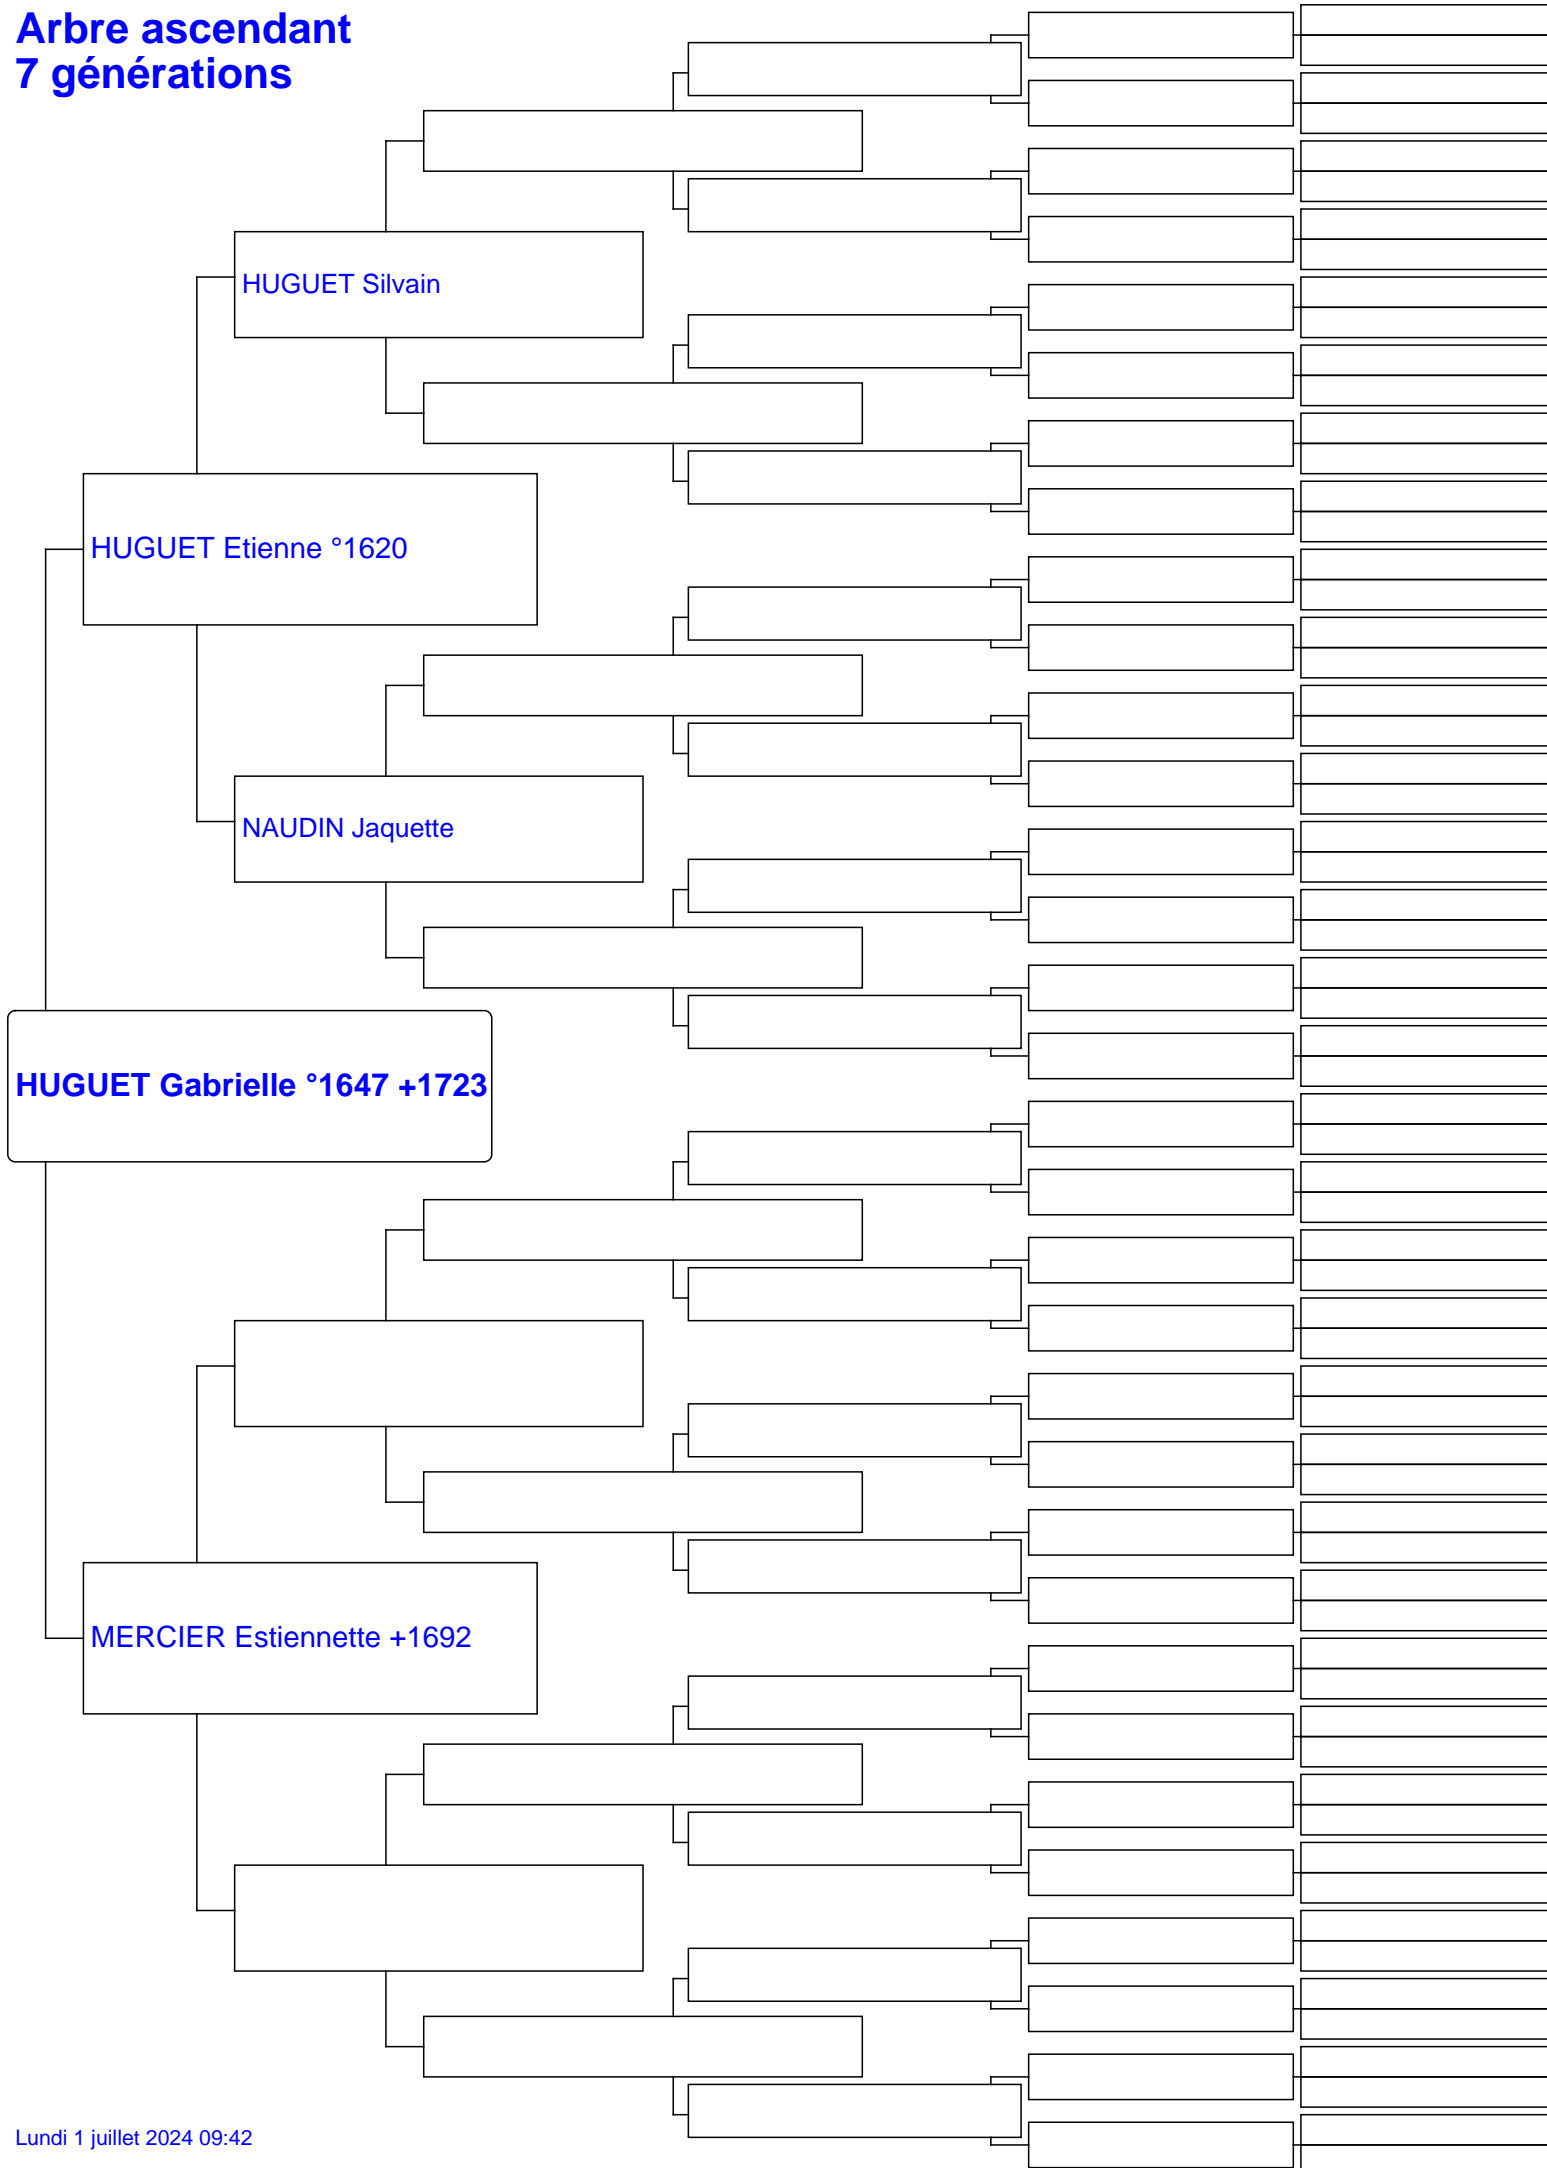 Arbre ascendant
7 générations
HUGUET Silvain
HUGUET Etienne °1620
NAUDIN Jaquette
HUGUET Gabrielle °1647 +1723
MERCIER Estiennette +1692
Lundi 1 juillet 2024 09:42